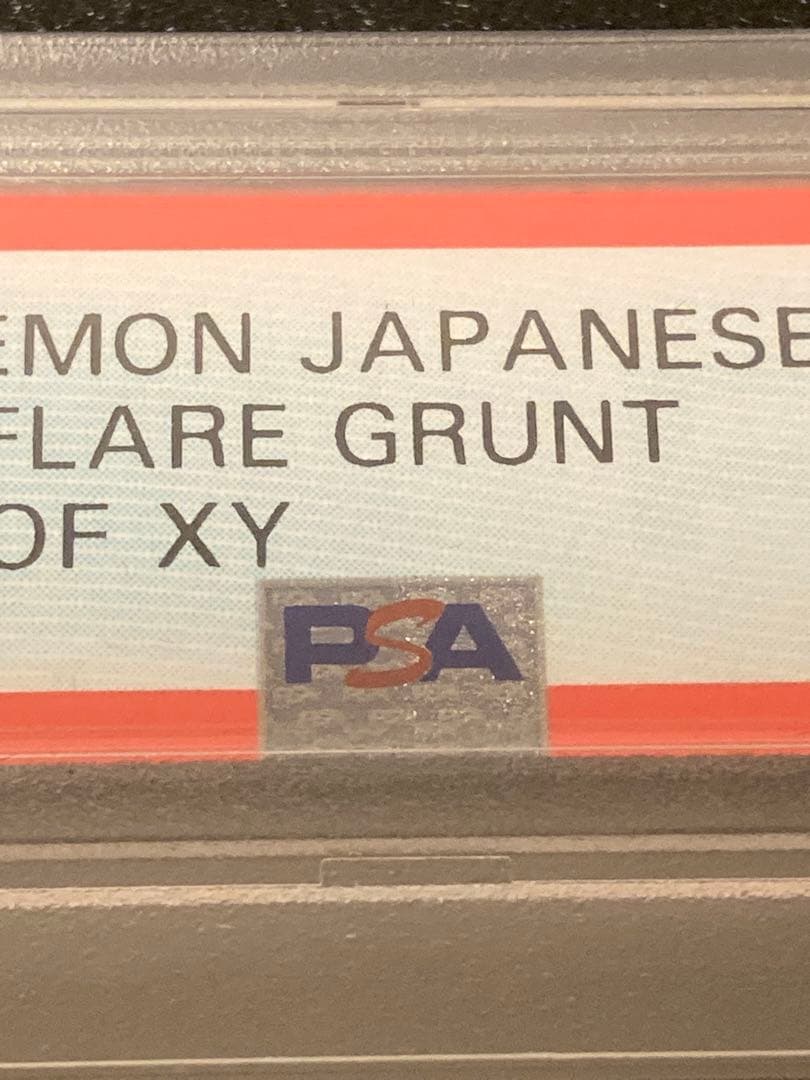 EMON JAPANESE
FLARE GRUNT
OF XY
PSA